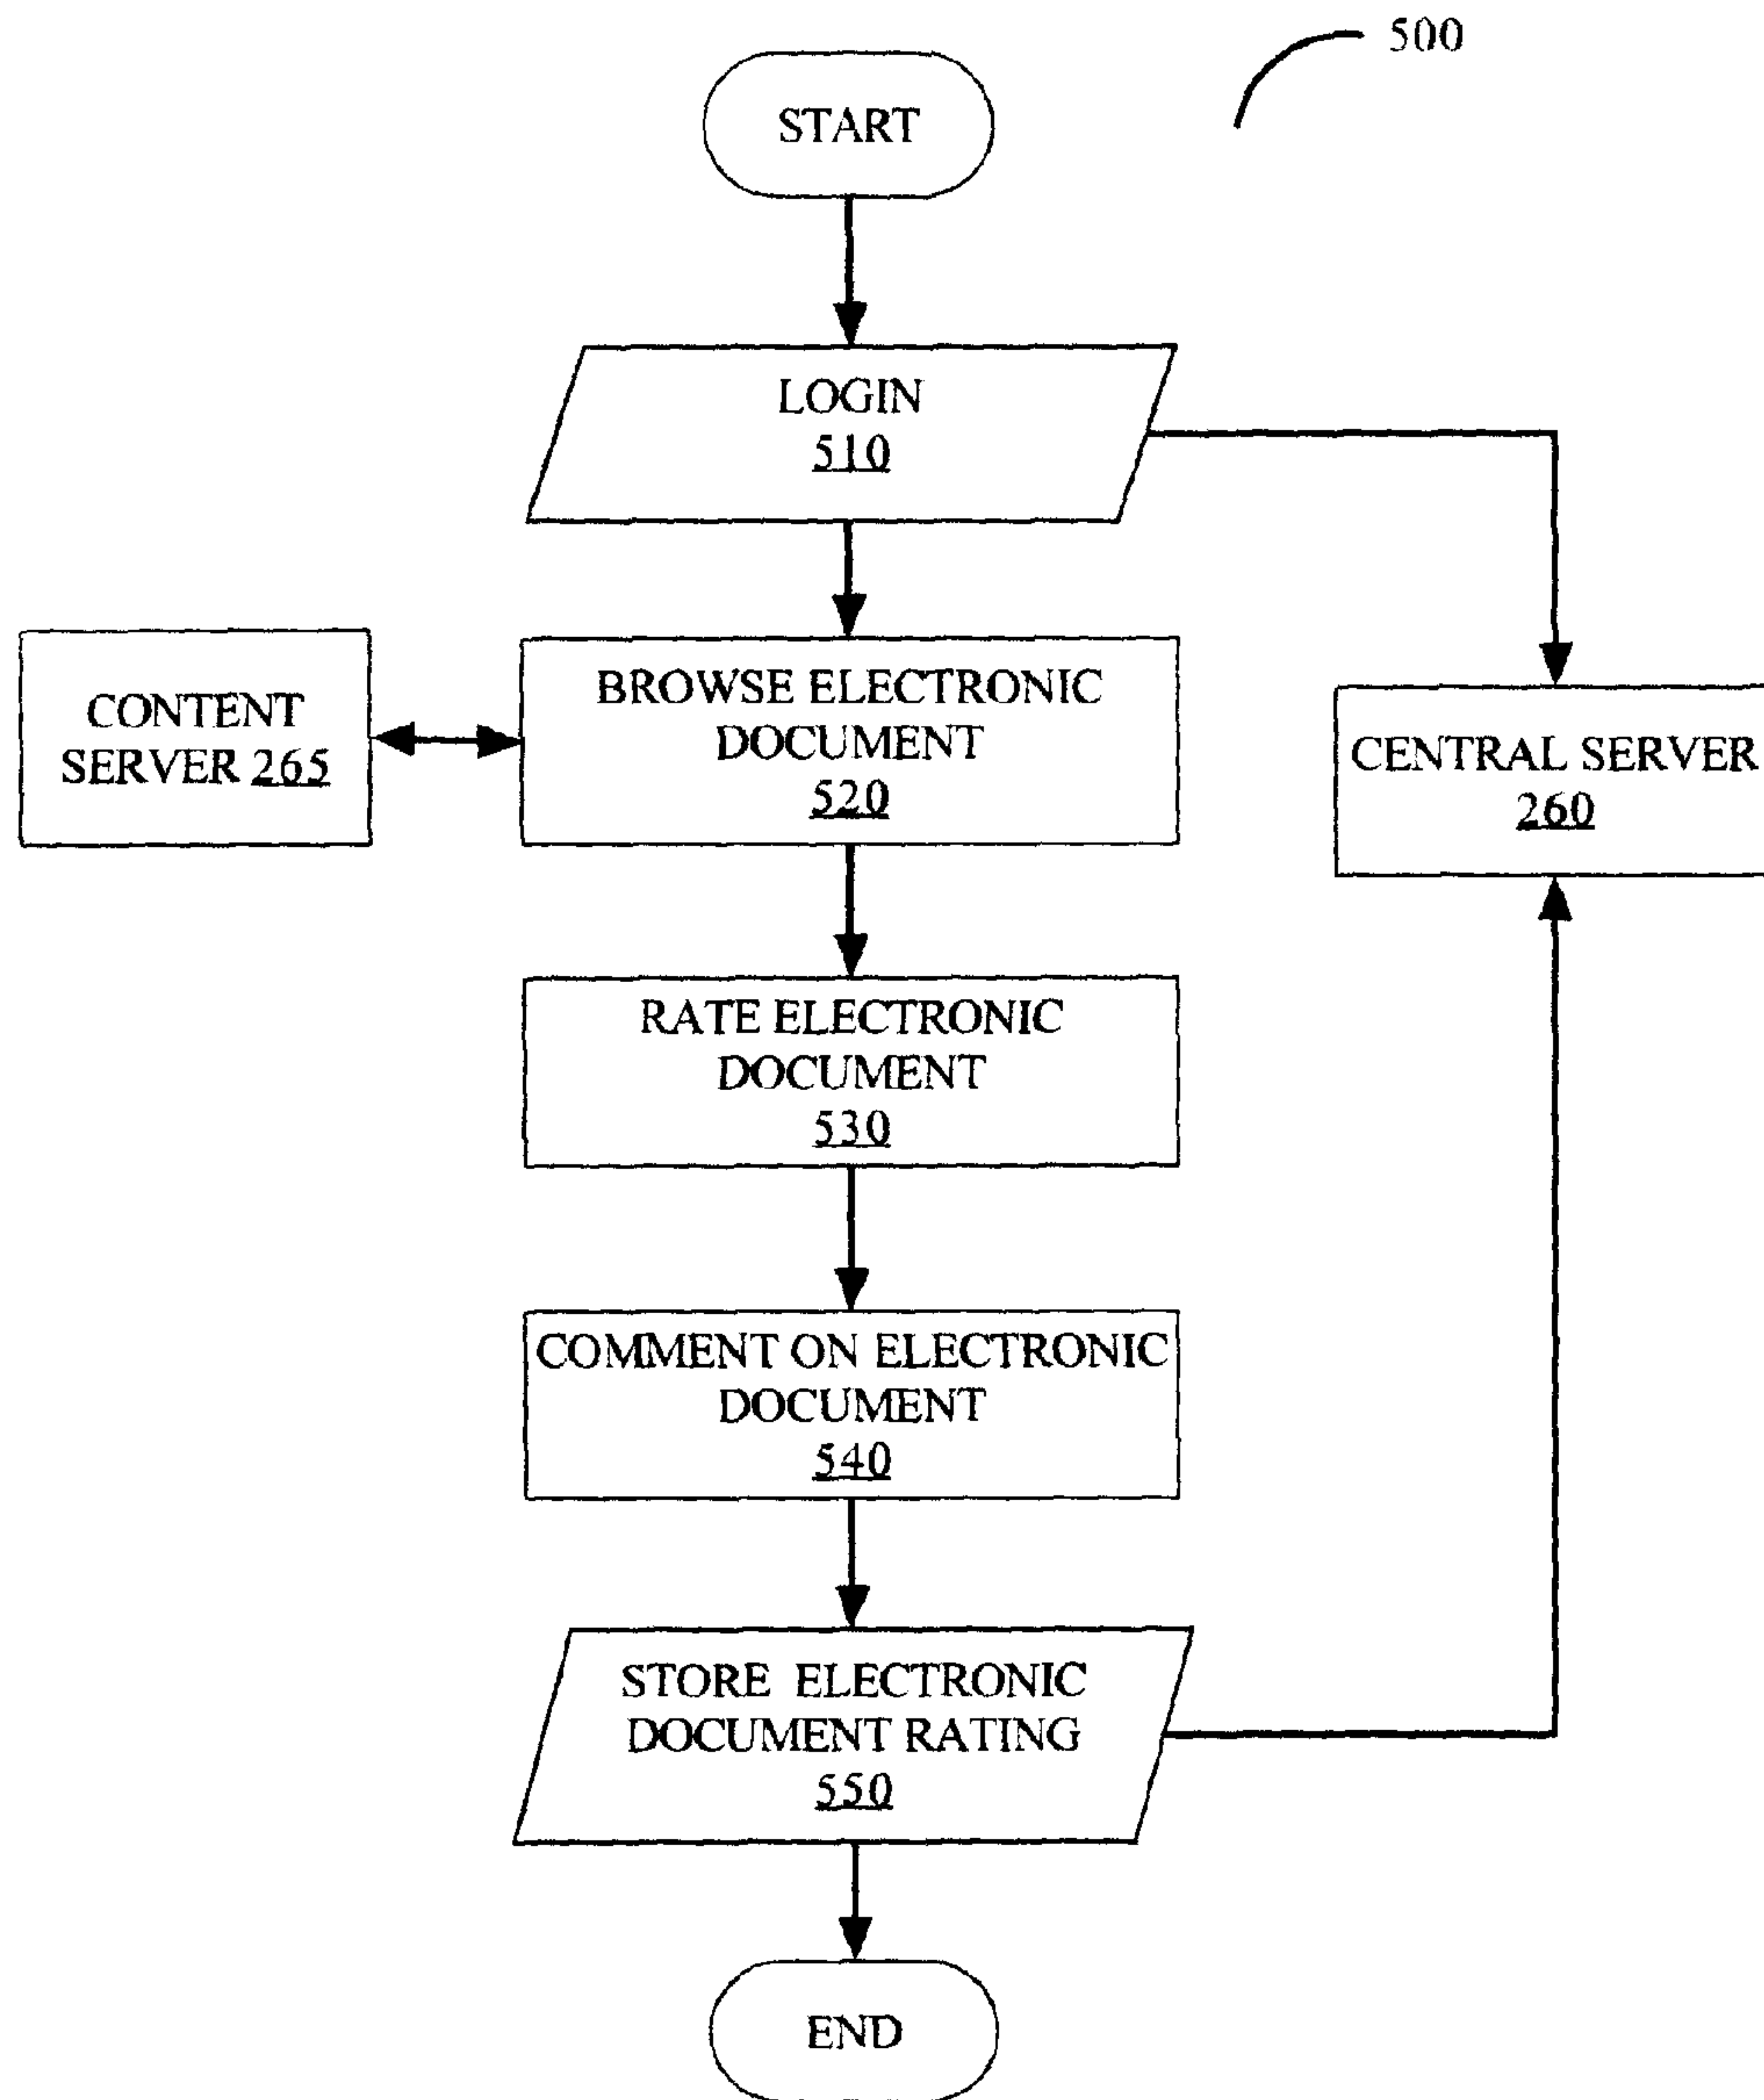 500
START
LOGIN
510
CONTENT
SERVER 265
BROWSE ELECTRONIC
DOCUMENT
520
CENTRAL SERVER
260
RATE ELECTRONIC
DOCUMENT
530
COMMENT ON ELECTRONIC
DOCUMENT
540
STORE ELECTRONIC
DOCUMENT RATING
550
END